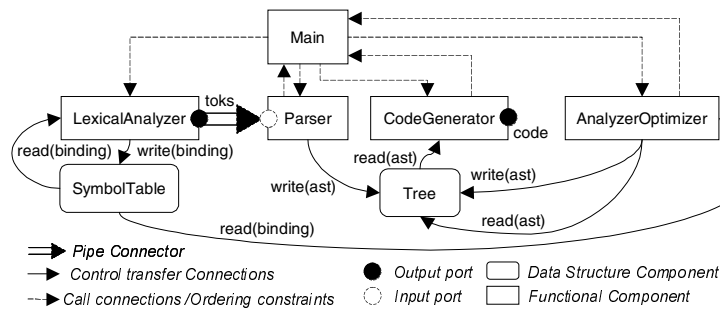 Main
toks
LexicalAnalyzer
Parser
CodeGenerator
AnalyzerOptimizer
code
read(binding)
write(binding)
read(ast)
write(ast)
write(ast)
SymbolTable
Tree
read(ast)
read(binding)
Pipe Connector
Control transfer Connections
Call connections /Ordering constraints
Output port
Input port
Data Structure Component
Functional Component